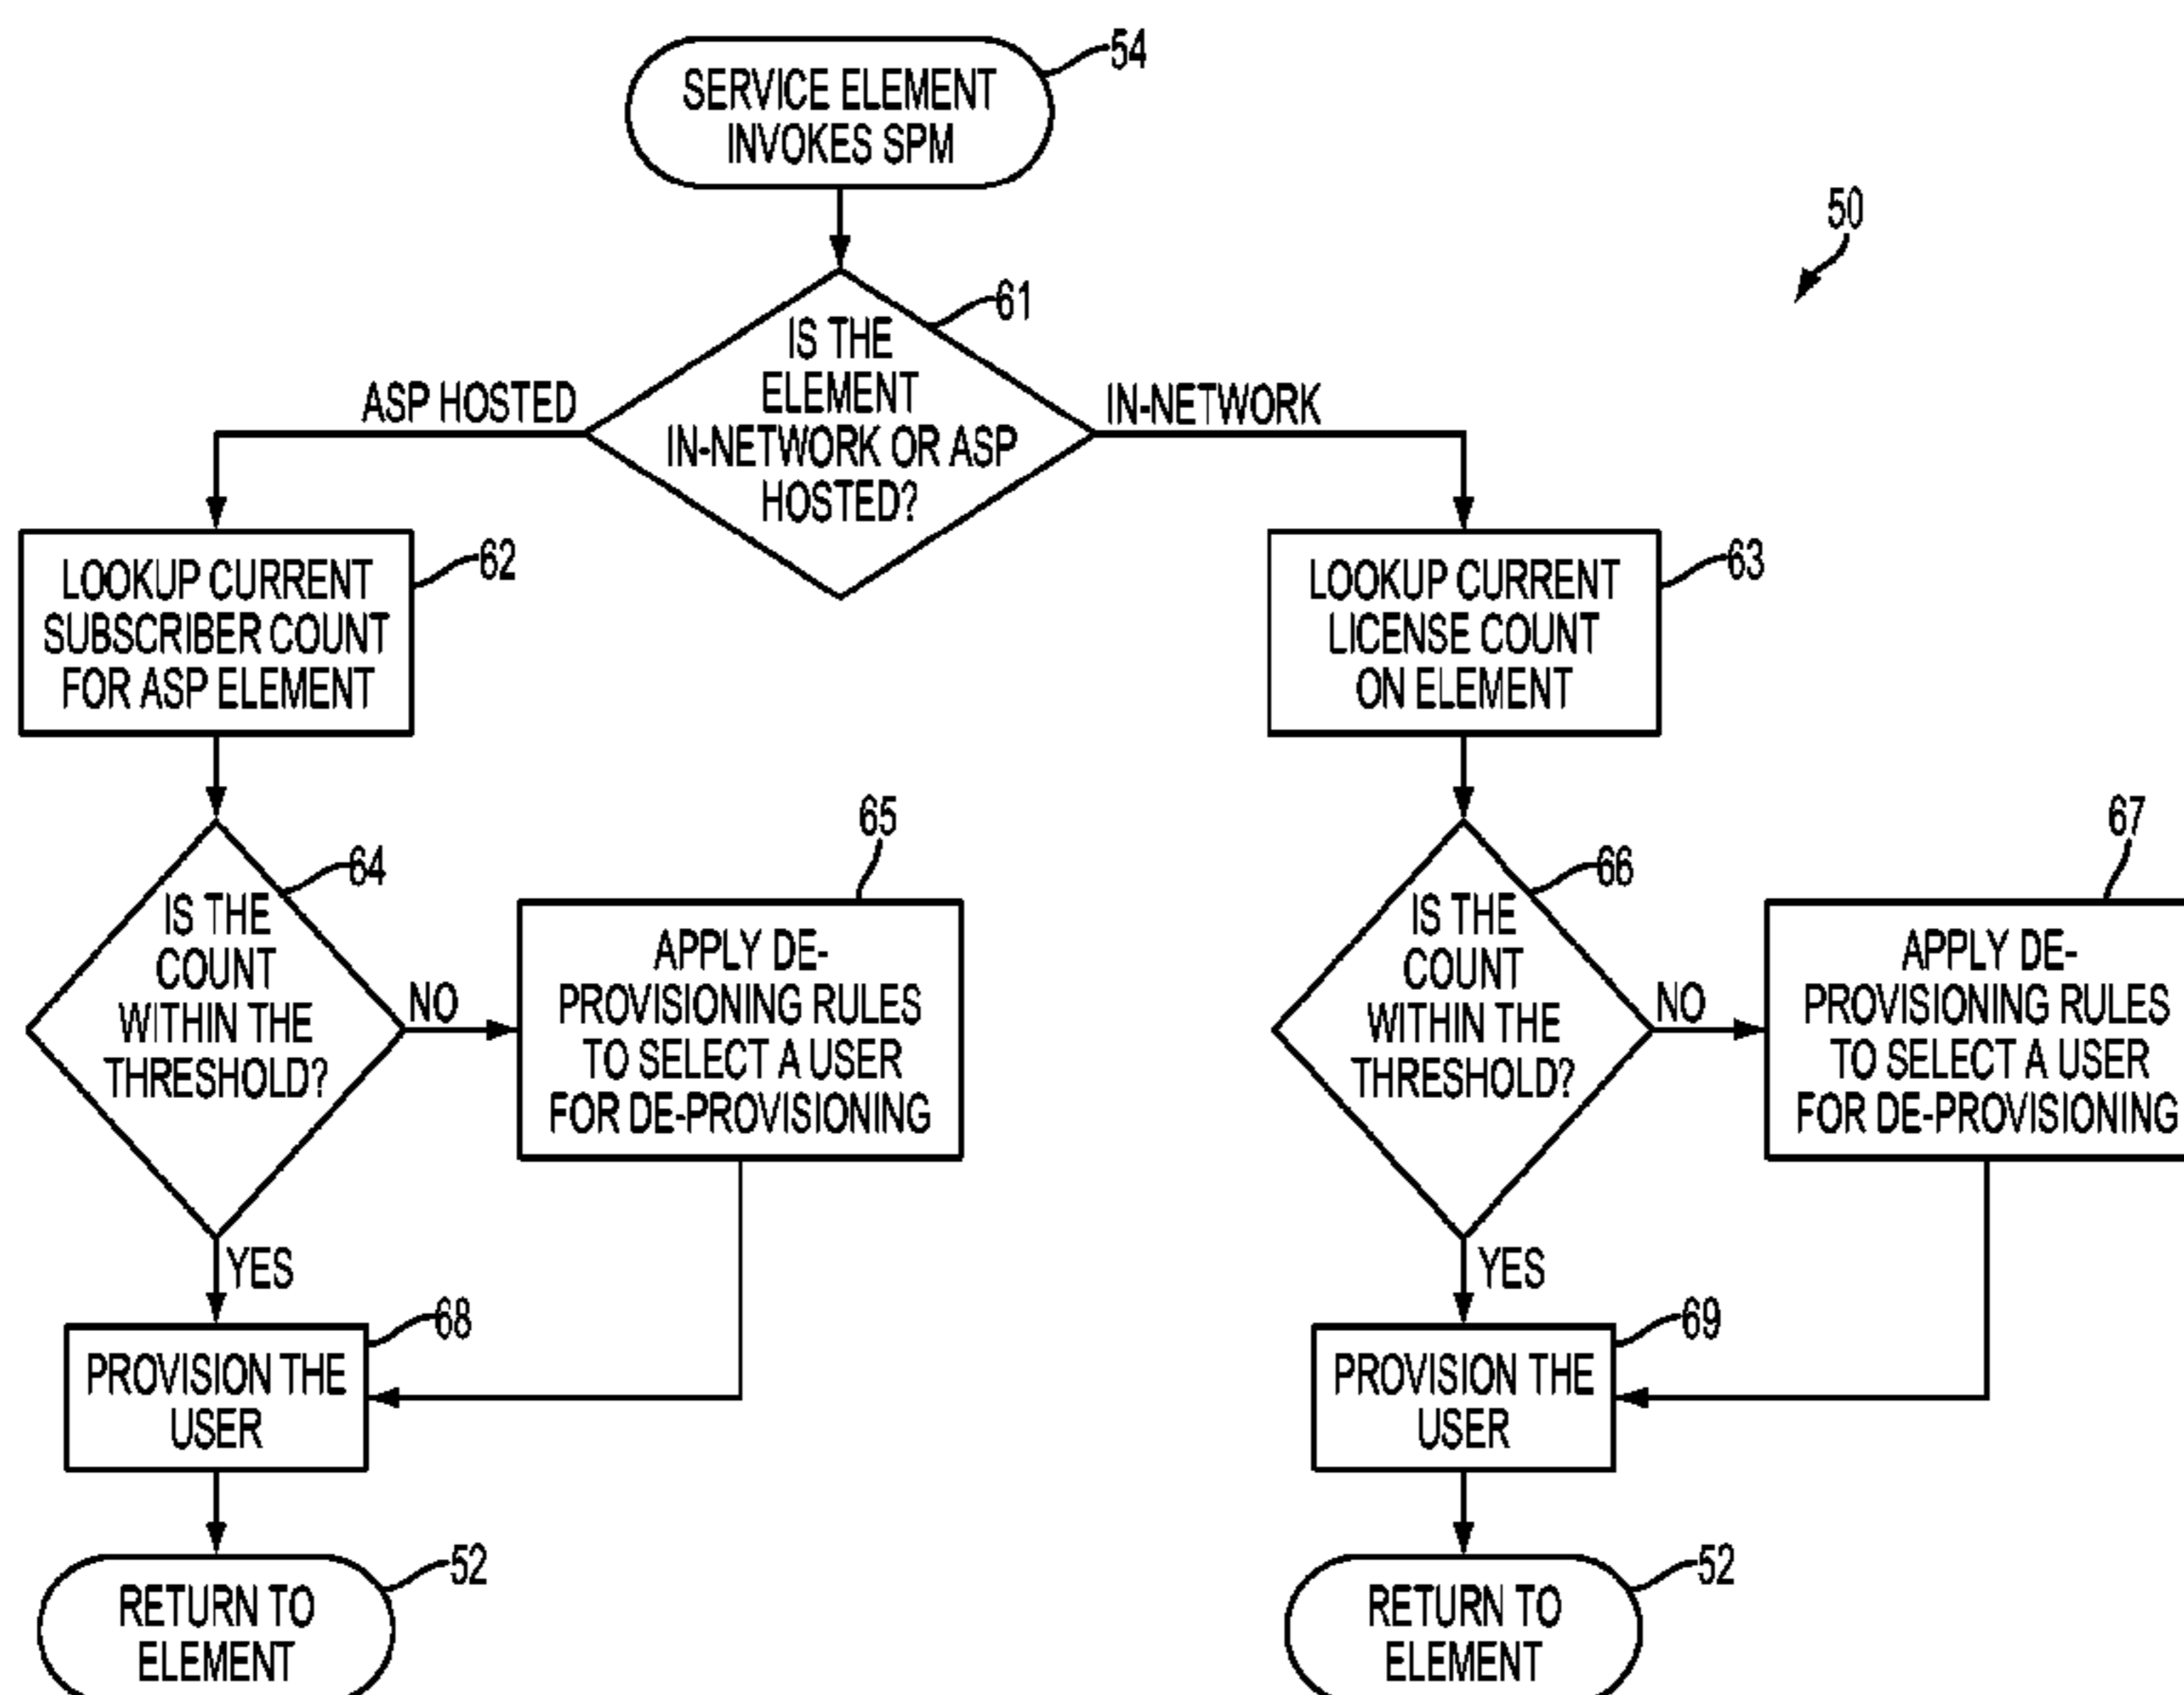 54
SERVICE ELEMENT
INVOKES SPM
50
61
IS THE
ELEMENT
IN-NETWORK OR ASP
HOSTED?
ASP HOSTED
IN-NETWORK
62
LOOKUP CURRENT
SUBSCRIBER COUNT
FOR ASP ELEMENT
63
LOOKUP CURRENT
LICENSE COUNT
ON ELEMENT
64
IS THE
COUNT
WITHIN THE
THRESHOLD?
NO
65
APPLY DE-
PROVISIONING RULES
TO SELECT A USER
FOR DE-PROVISIONING
66
IS THE
COUNT
WITHIN THE
THRESHOLD?
NO
67
APPLY DE-
PROVISIONING RULES
TO SELECT A USER
FOR DE-PROVISIONING
YES
68
PROVISION THE
USER
YES
69
PROVISION THE
USER
52
RETURN TO
ELEMENT
52
RETURN TO
ELEMENT